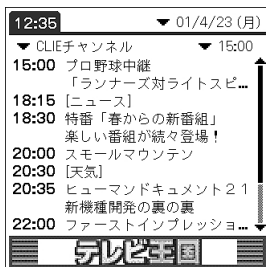 12:35 ▼ 01/4/23 (月)
▼ CLIEチャンネル ▼ 15:00
15:00 プロ野球中継
「ランナーズ対ライトスピ...
18:15 [ニュース]
18:30 特番「春からの新番組」
楽しい番組が続々登場！
20:00 スモールマウンテン
20:30 [天気]
20:35 ヒューマンドキュメント２１
新機種開発の裏の裏
22:00 ファーストインプレッショ...
テレビ王国